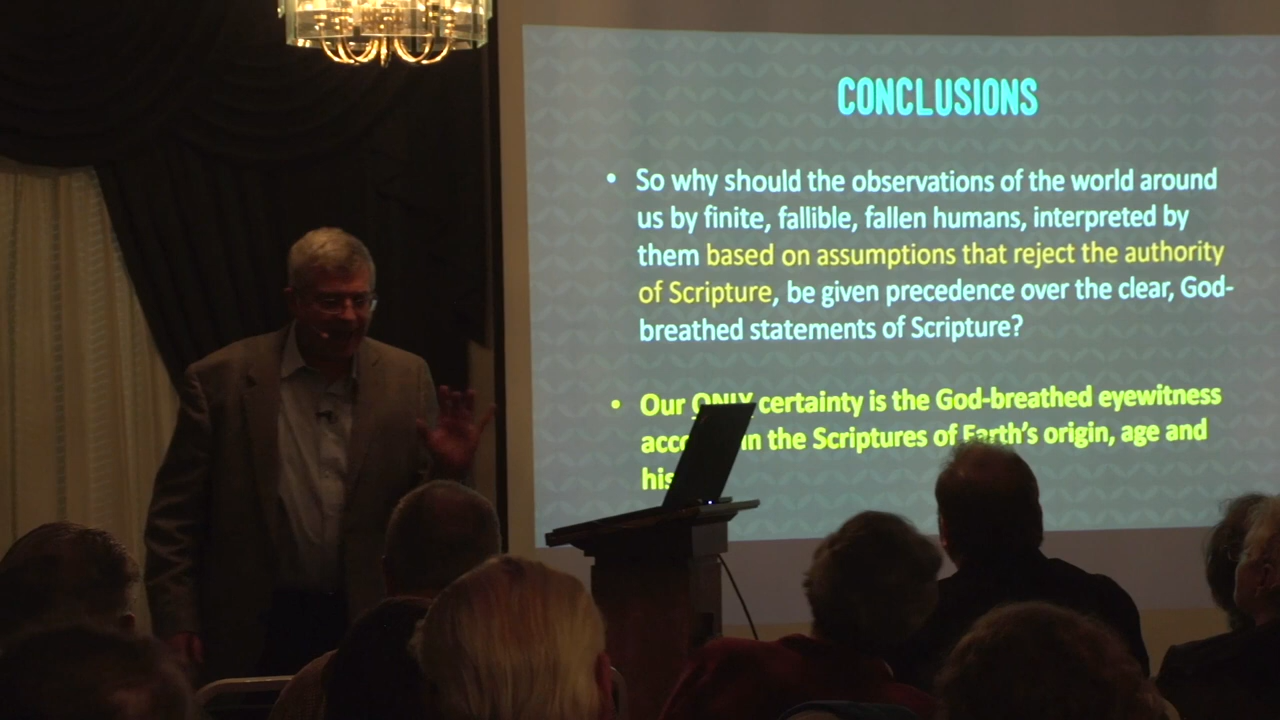 CONCLUSIONS
• So why should the observations of the world around
us by finite, fallible, fallen humans, interpreted by
them based on assumptions that reject the authority
of Scripture, be given precedence over the clear, God-
breathed statements of Scripture?
• Our ONLY certainty is the God-breathed eyewitness
in the Scriptures of Earth's origin, age and